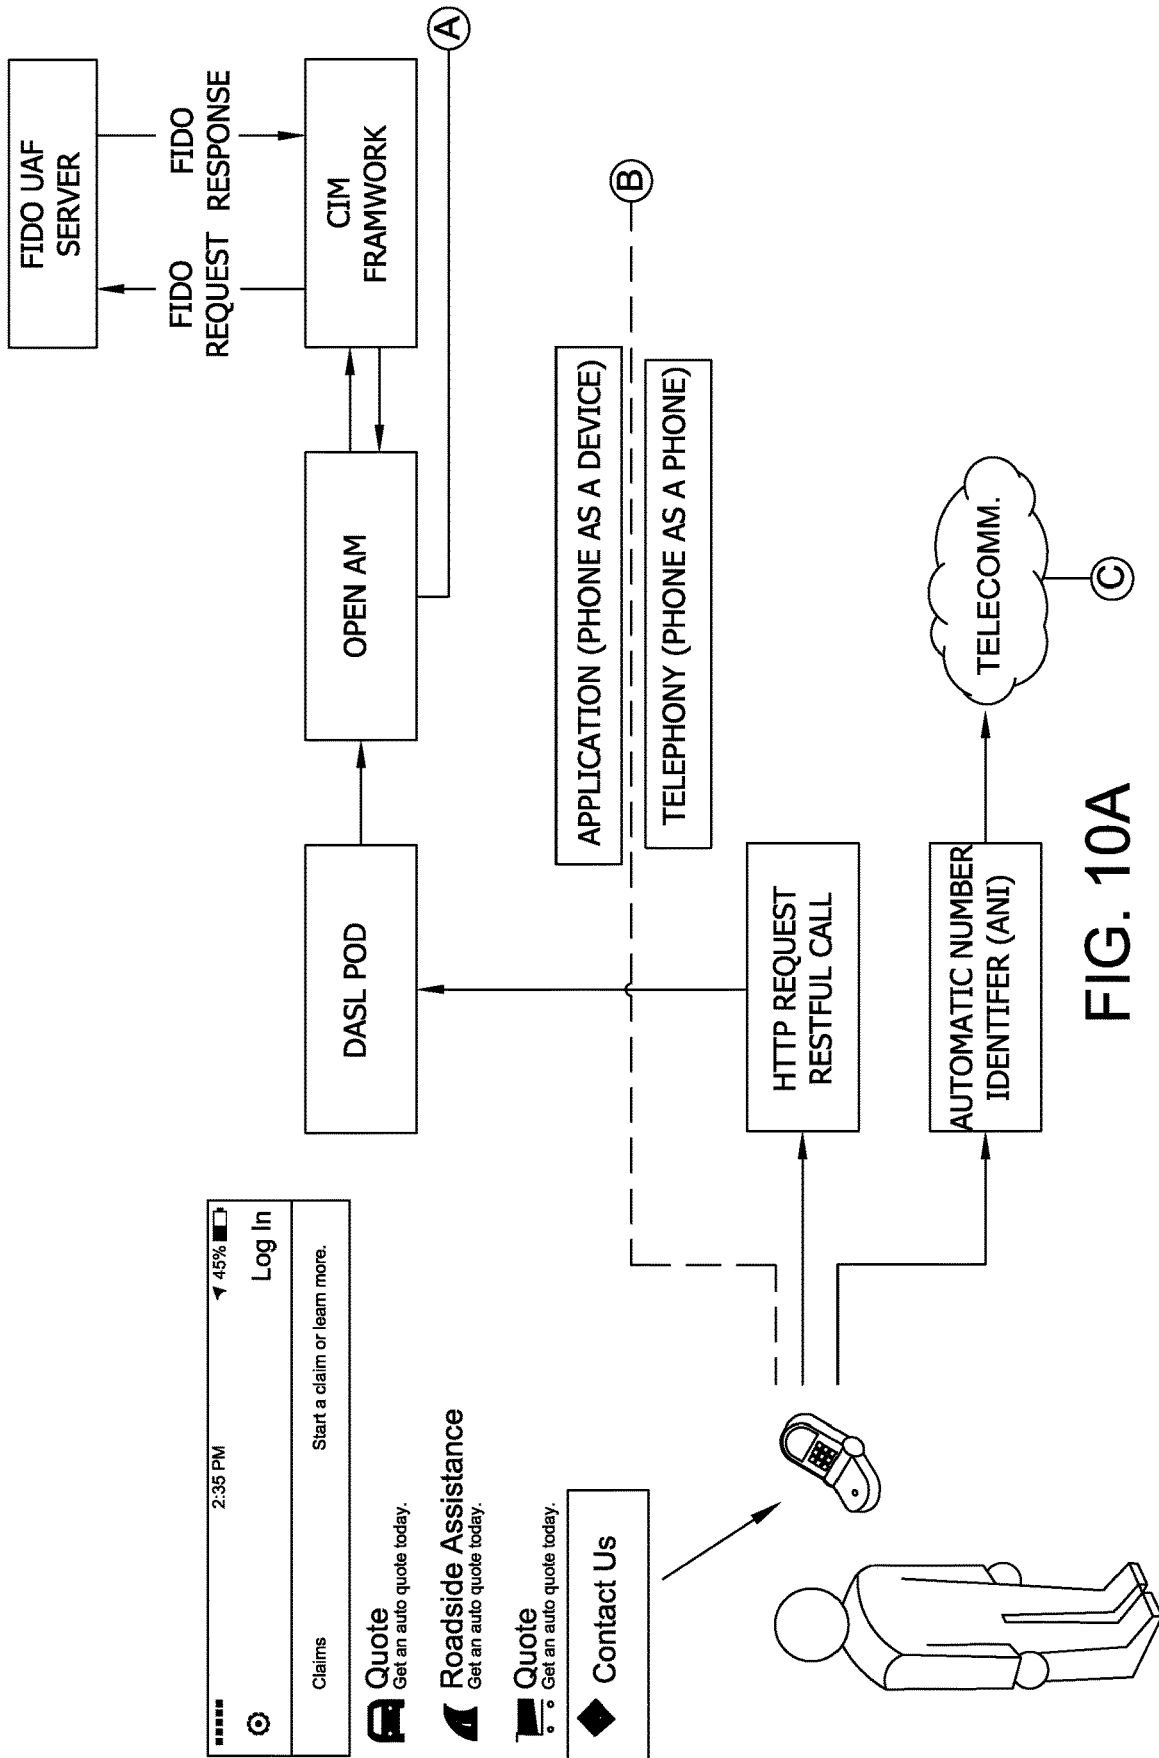 2:35 PM
45%
Log In
Claims
Start a claim or learn more.
Quote
Get an auto quote today.
Roadside Assistance
Get an auto quote today.
Quote
Get an auto quote today.
Contact Us
DASL POD
OPEN AM
CIM
FRAMWORK
FIDO
REQUEST
FIDO
RESPONSE
FIDO UAF
SERVER
A
APPLICATION (PHONE AS A DEVICE)
B
TELEPHONY (PHONE AS A PHONE)
HTTP REQUEST
RESTFUL CALL
AUTOMATIC NUMBER
IDENTIFER (ANI)
TELECOMM.
C
FIG. 10A